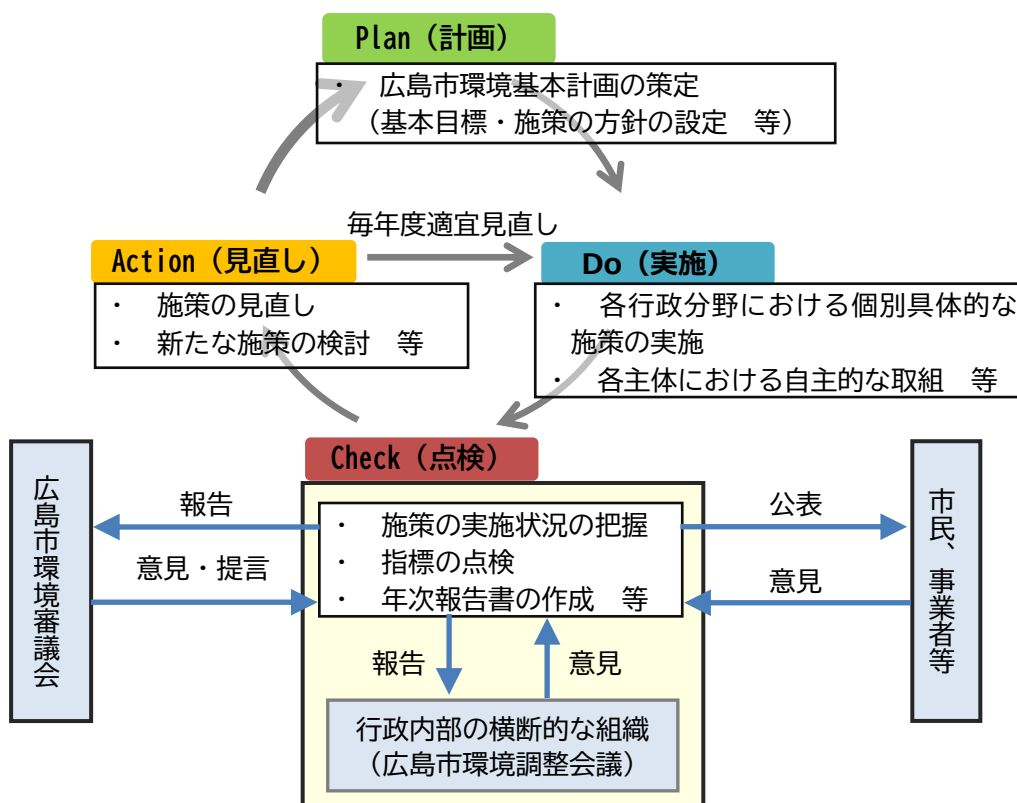 Plan（計画）
・　広島市環境基本計画の策定
（基本目標・施策の方針の設定　等）
毎年度適宜見直し
Action（見直し）
・　施策の見直し
・　新たな施策の検討　等
Do（実施）
・　各行政分野における個別具体的な
施策の実施
・　各主体における自主的な取組　等
Check（点検）
・　施策の実施状況の把握
・　指標の点検
・　年次報告書の作成　等
広島市環境審議会
報告
意見・提言
公表
意見
市民、事業者等
報告
意見
行政内部の横断的な組織
（広島市環境調整会議）